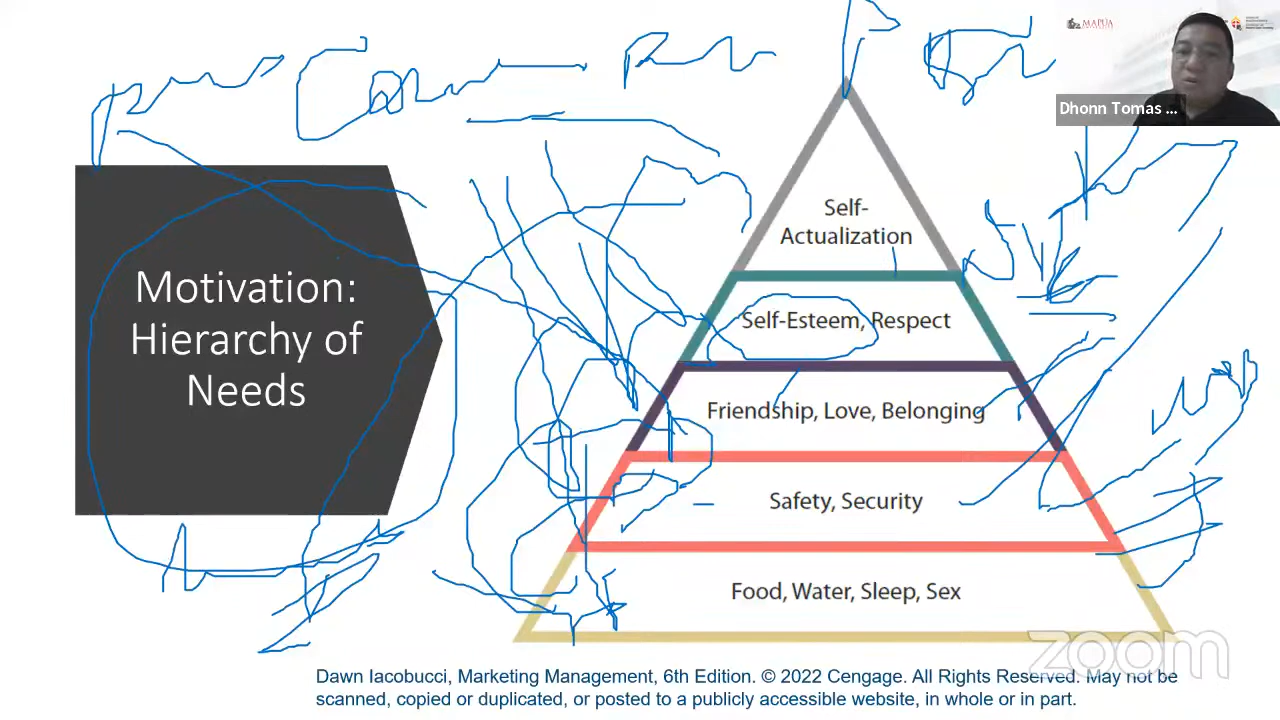 MAPÚA
Dhonn Tomas ...
Motivation:
Hierarchy of
Needs
Self-
Actualization
Self-Esteem, Respect
Friendship, Love, Belonging
Safety, Security
Food, Water, Sleep, Sex
zoom
Dawn Iacobucci, Marketing Management, 6th Edition. © 2022 Cengage. All Rights Reserved. May not be
scanned, copied or duplicated, or posted to a publicly accessible website, in whole or in part.